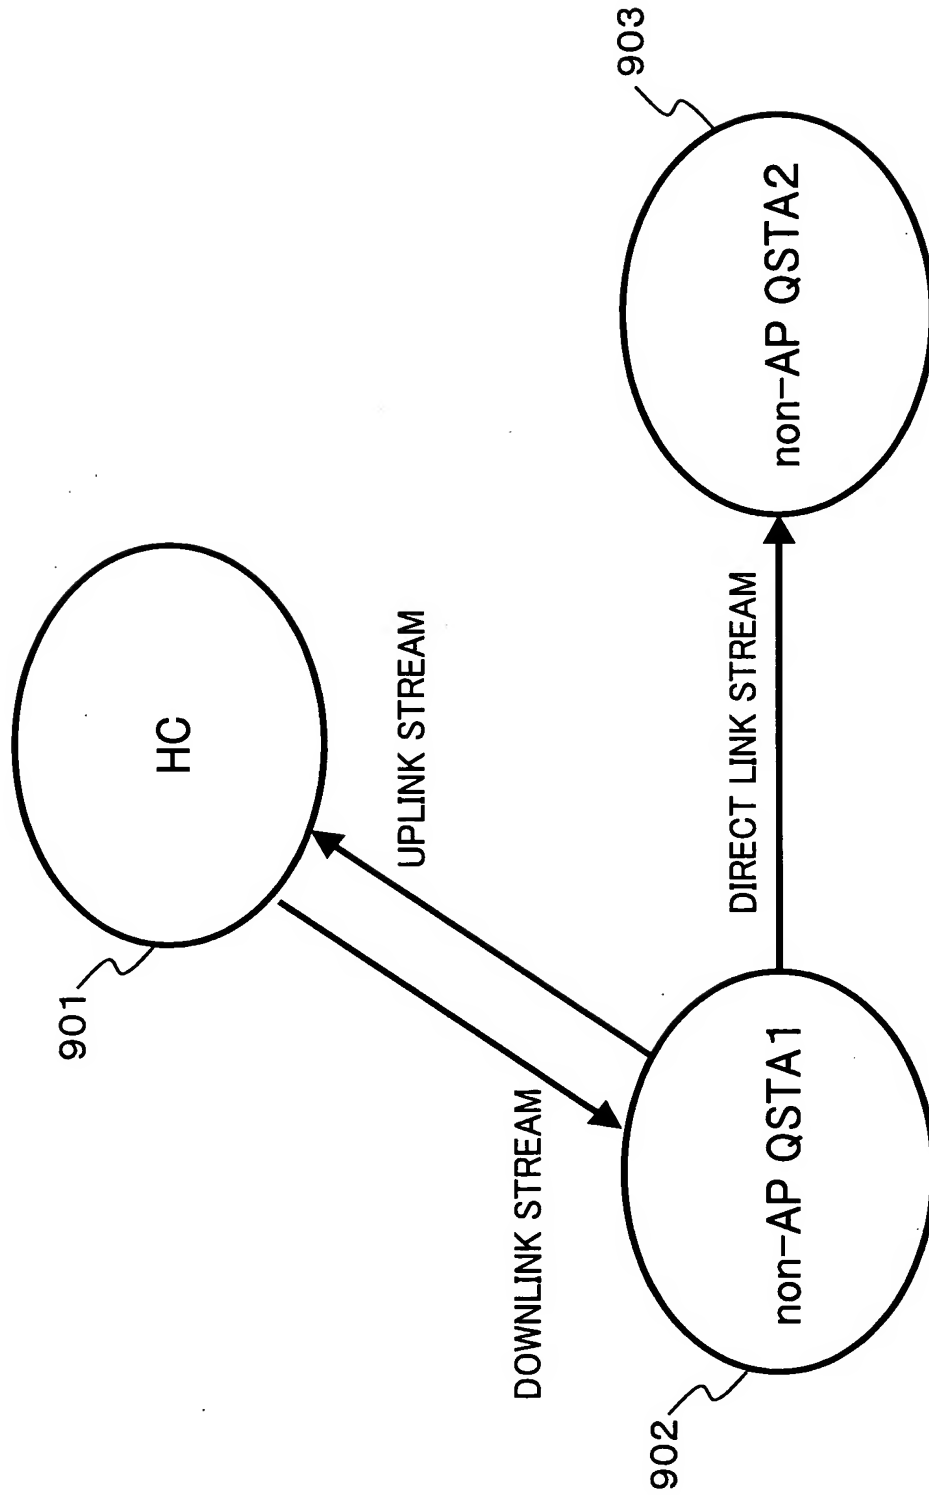 901
HC
UPLINK STREAM
DOWNLINK STREAM
DIRECT LINK STREAM
902
non-AP QSTA1
903
non-AP QSTA2